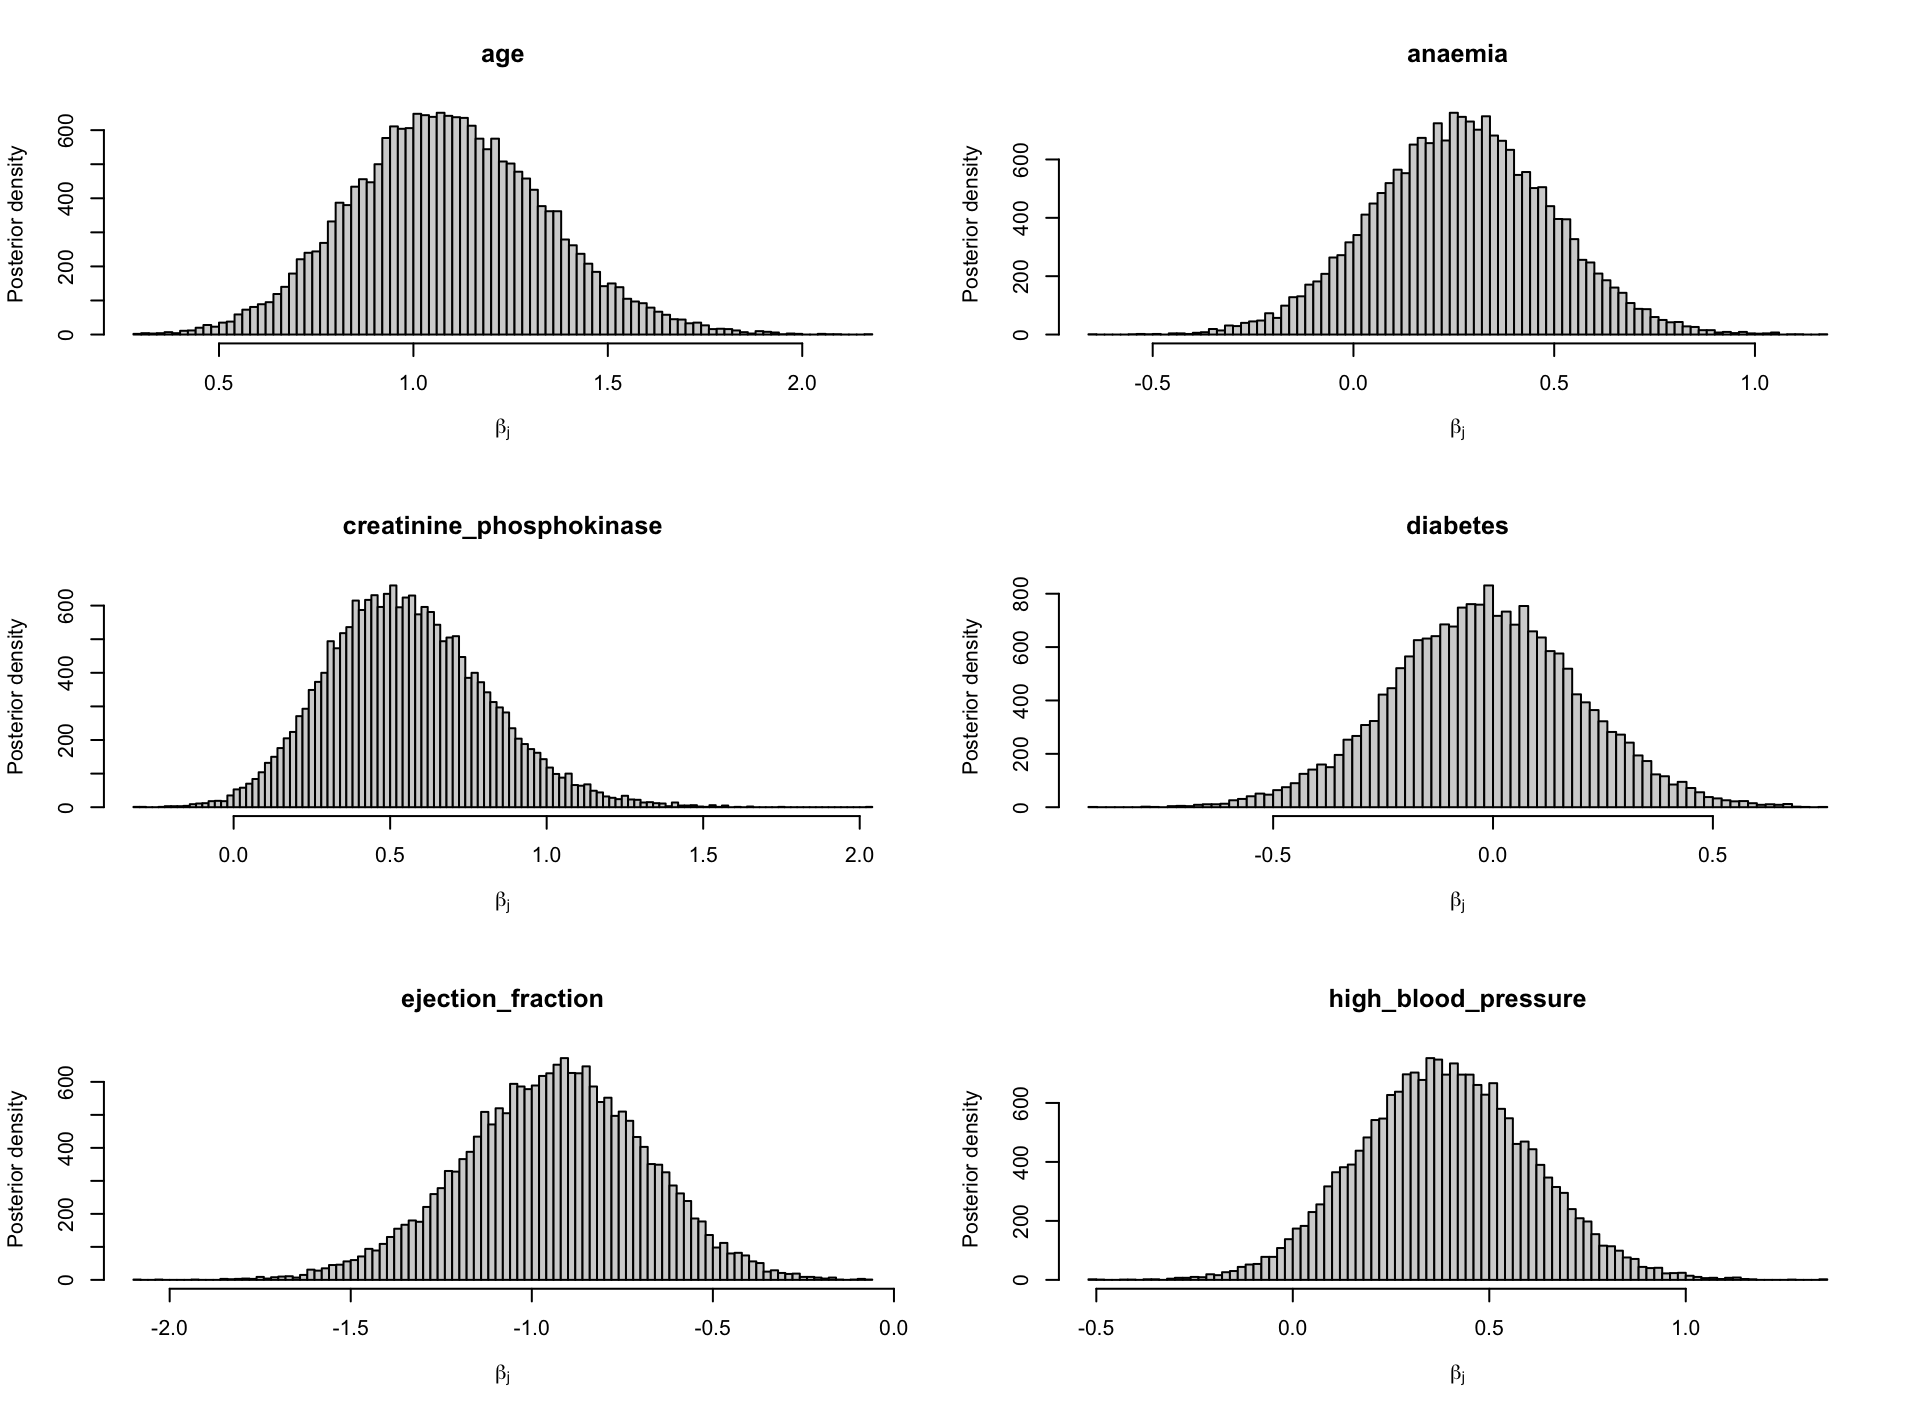 age
Posterior density
0 200 400 600
0.5 1.0 1.5 2.0
βj
anaemia
Posterior density
0 200 400 600
-0.5 0.0 0.5 1.0
βj
creatinine_phosphokinase
Posterior density
0 200 400 600
0.0 0.5 1.0 1.5 2.0
βj
diabetes
Posterior density
0 200 400 600 800
-0.5 0.0 0.5
βj
ejection_fraction
Posterior density
0 200 400 600
-2.0 -1.5 -1.0 -0.5 0.0
βj
high_blood_pressure
Posterior density
0 200 400 600
-0.5 0.0 0.5 1.0
βj